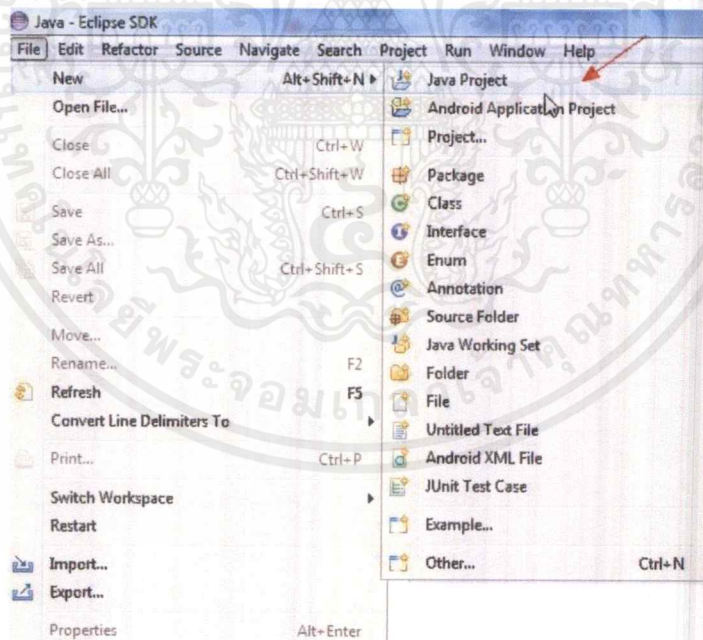 Java - Eclipse SDK
File Edit Refactor Source Navigate Search Project Run Window Help
New Alt+Shift+N
Open File...
Close Ctrl+W
Close All Ctrl+Shift+W
Save Ctrl+S
Save As...
Save All Ctrl+Shift+S
Revert
Move...
Rename... F2
Refresh F5
Convert Line Delimiters To
Print... Ctrl+P
Switch Workspace
Restart
Import...
Export...
Properties Alt+Enter
Java Project
Android Application Project
Project...
Package
Class
Interface
Enum
Annotation
Source Folder
Java Working Set
Folder
File
Untitled Text File
Android XML File
JUnit Test Case
Example...
Other... Ctrl+N